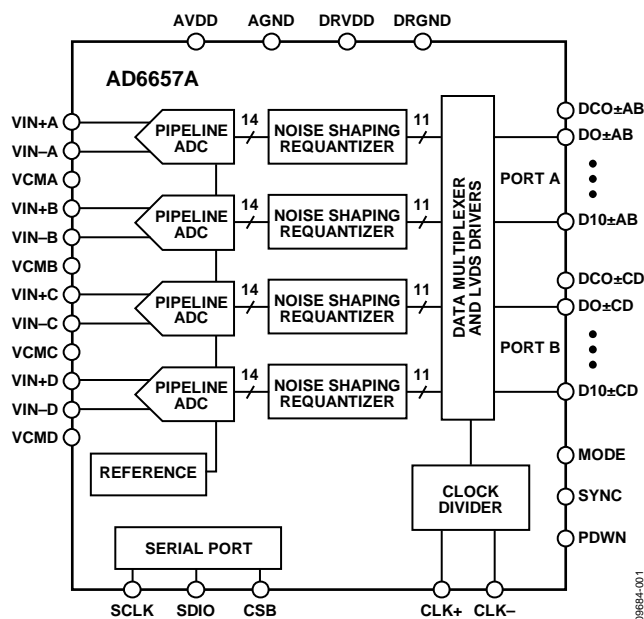 AVDD AGND DRVDD DRGND
AD6657A
VIN+A
VIN–A
VCMA
VIN+B
VIN–B
VCMB
VIN+C
VIN–C
VCMC
VIN+D
VIN–D
VCMD
PIPELINE
ADC
14
NOISE SHAPING
REQUANTIZER
11
PIPELINE
ADC
14
NOISE SHAPING
REQUANTIZER
11
PIPELINE
ADC
14
NOISE SHAPING
REQUANTIZER
11
PIPELINE
ADC
14
NOISE SHAPING
REQUANTIZER
11
DATA MULTIPLEXER
AND LVDS DRIVERS
PORT A
PORT B
DCO±AB
DO±AB
D10±AB
DCO±CD
DO±CD
D10±CD
MODE
SYNC
PDWN
REFERENCE
CLOCK
DIVIDER
SERIAL PORT
SCLK SDIO CSB CLK+ CLK–
09684-001